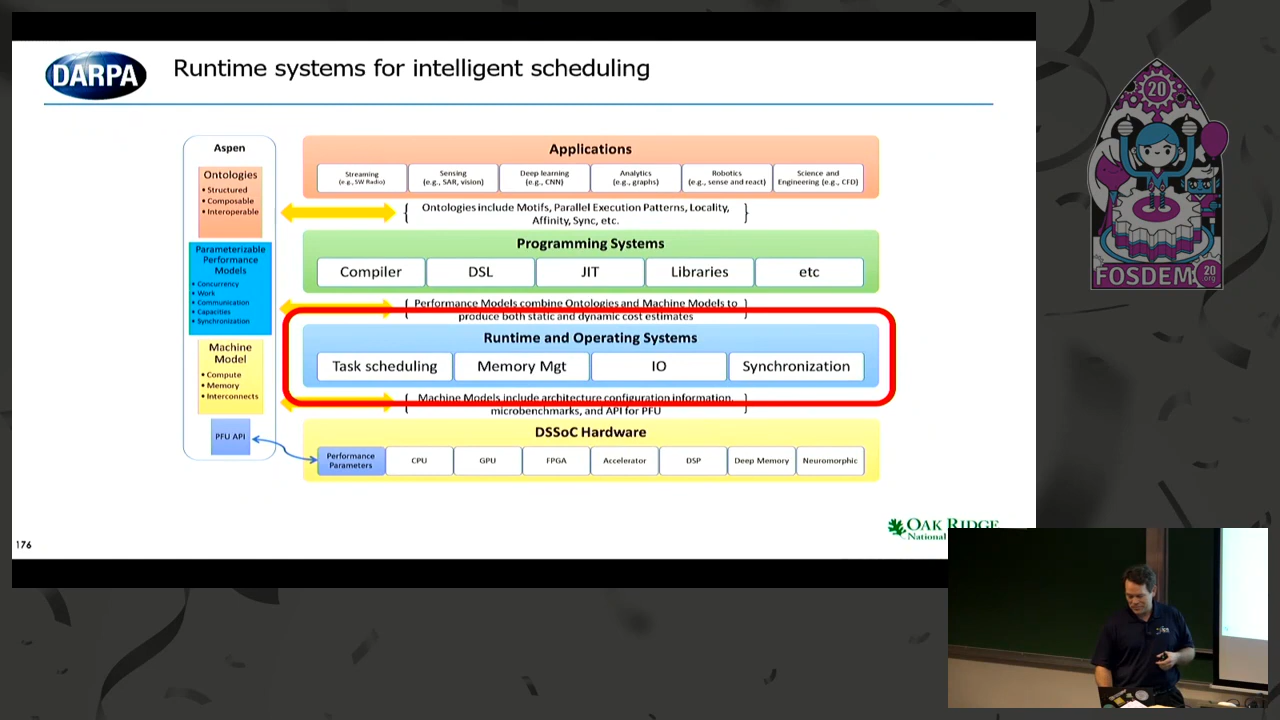 DARPA
Runtime systems for intelligent scheduling
Aspen
Ontologies
• Structured
• Composable
• Interoperable
Parameterizable
Performance
Models
• Concurrency
• Work
• Communication
• Capacities
• Synchronization
Machine
Model
• Compute
• Memory
• Interconnects
PFU API
Applications
Streaming
(e.g., SW Radio)
Sensing
(e.g., SAR, vision)
Deep learning
(e.g., CNN)
Analytics
(e.g., graphs)
Robotics
(e.g., sense and react)
Science and
Engineering (e.g., CFD)
Ontologies include Motifs, Parallel Execution Patterns, Locality,
Affinity, Sync, etc.
Programming Systems
Compiler
DSL
JIT
Libraries
etc
Performance Models combine Ontologies and Machine Models to
produce both static and dynamic cost estimates
Runtime and Operating Systems
Task scheduling
Memory Mgt
IO
Synchronization
Machine Models include architecture configuration information,
microbenchmarks, and API for PFU
DSSoC Hardware
Performance
Parameters
CPU
GPU
FPGA
Accelerator
DSP
Deep Memory
Neuromorphic
OAK RIDGE
National
176
20
FOSDEM
20
.org